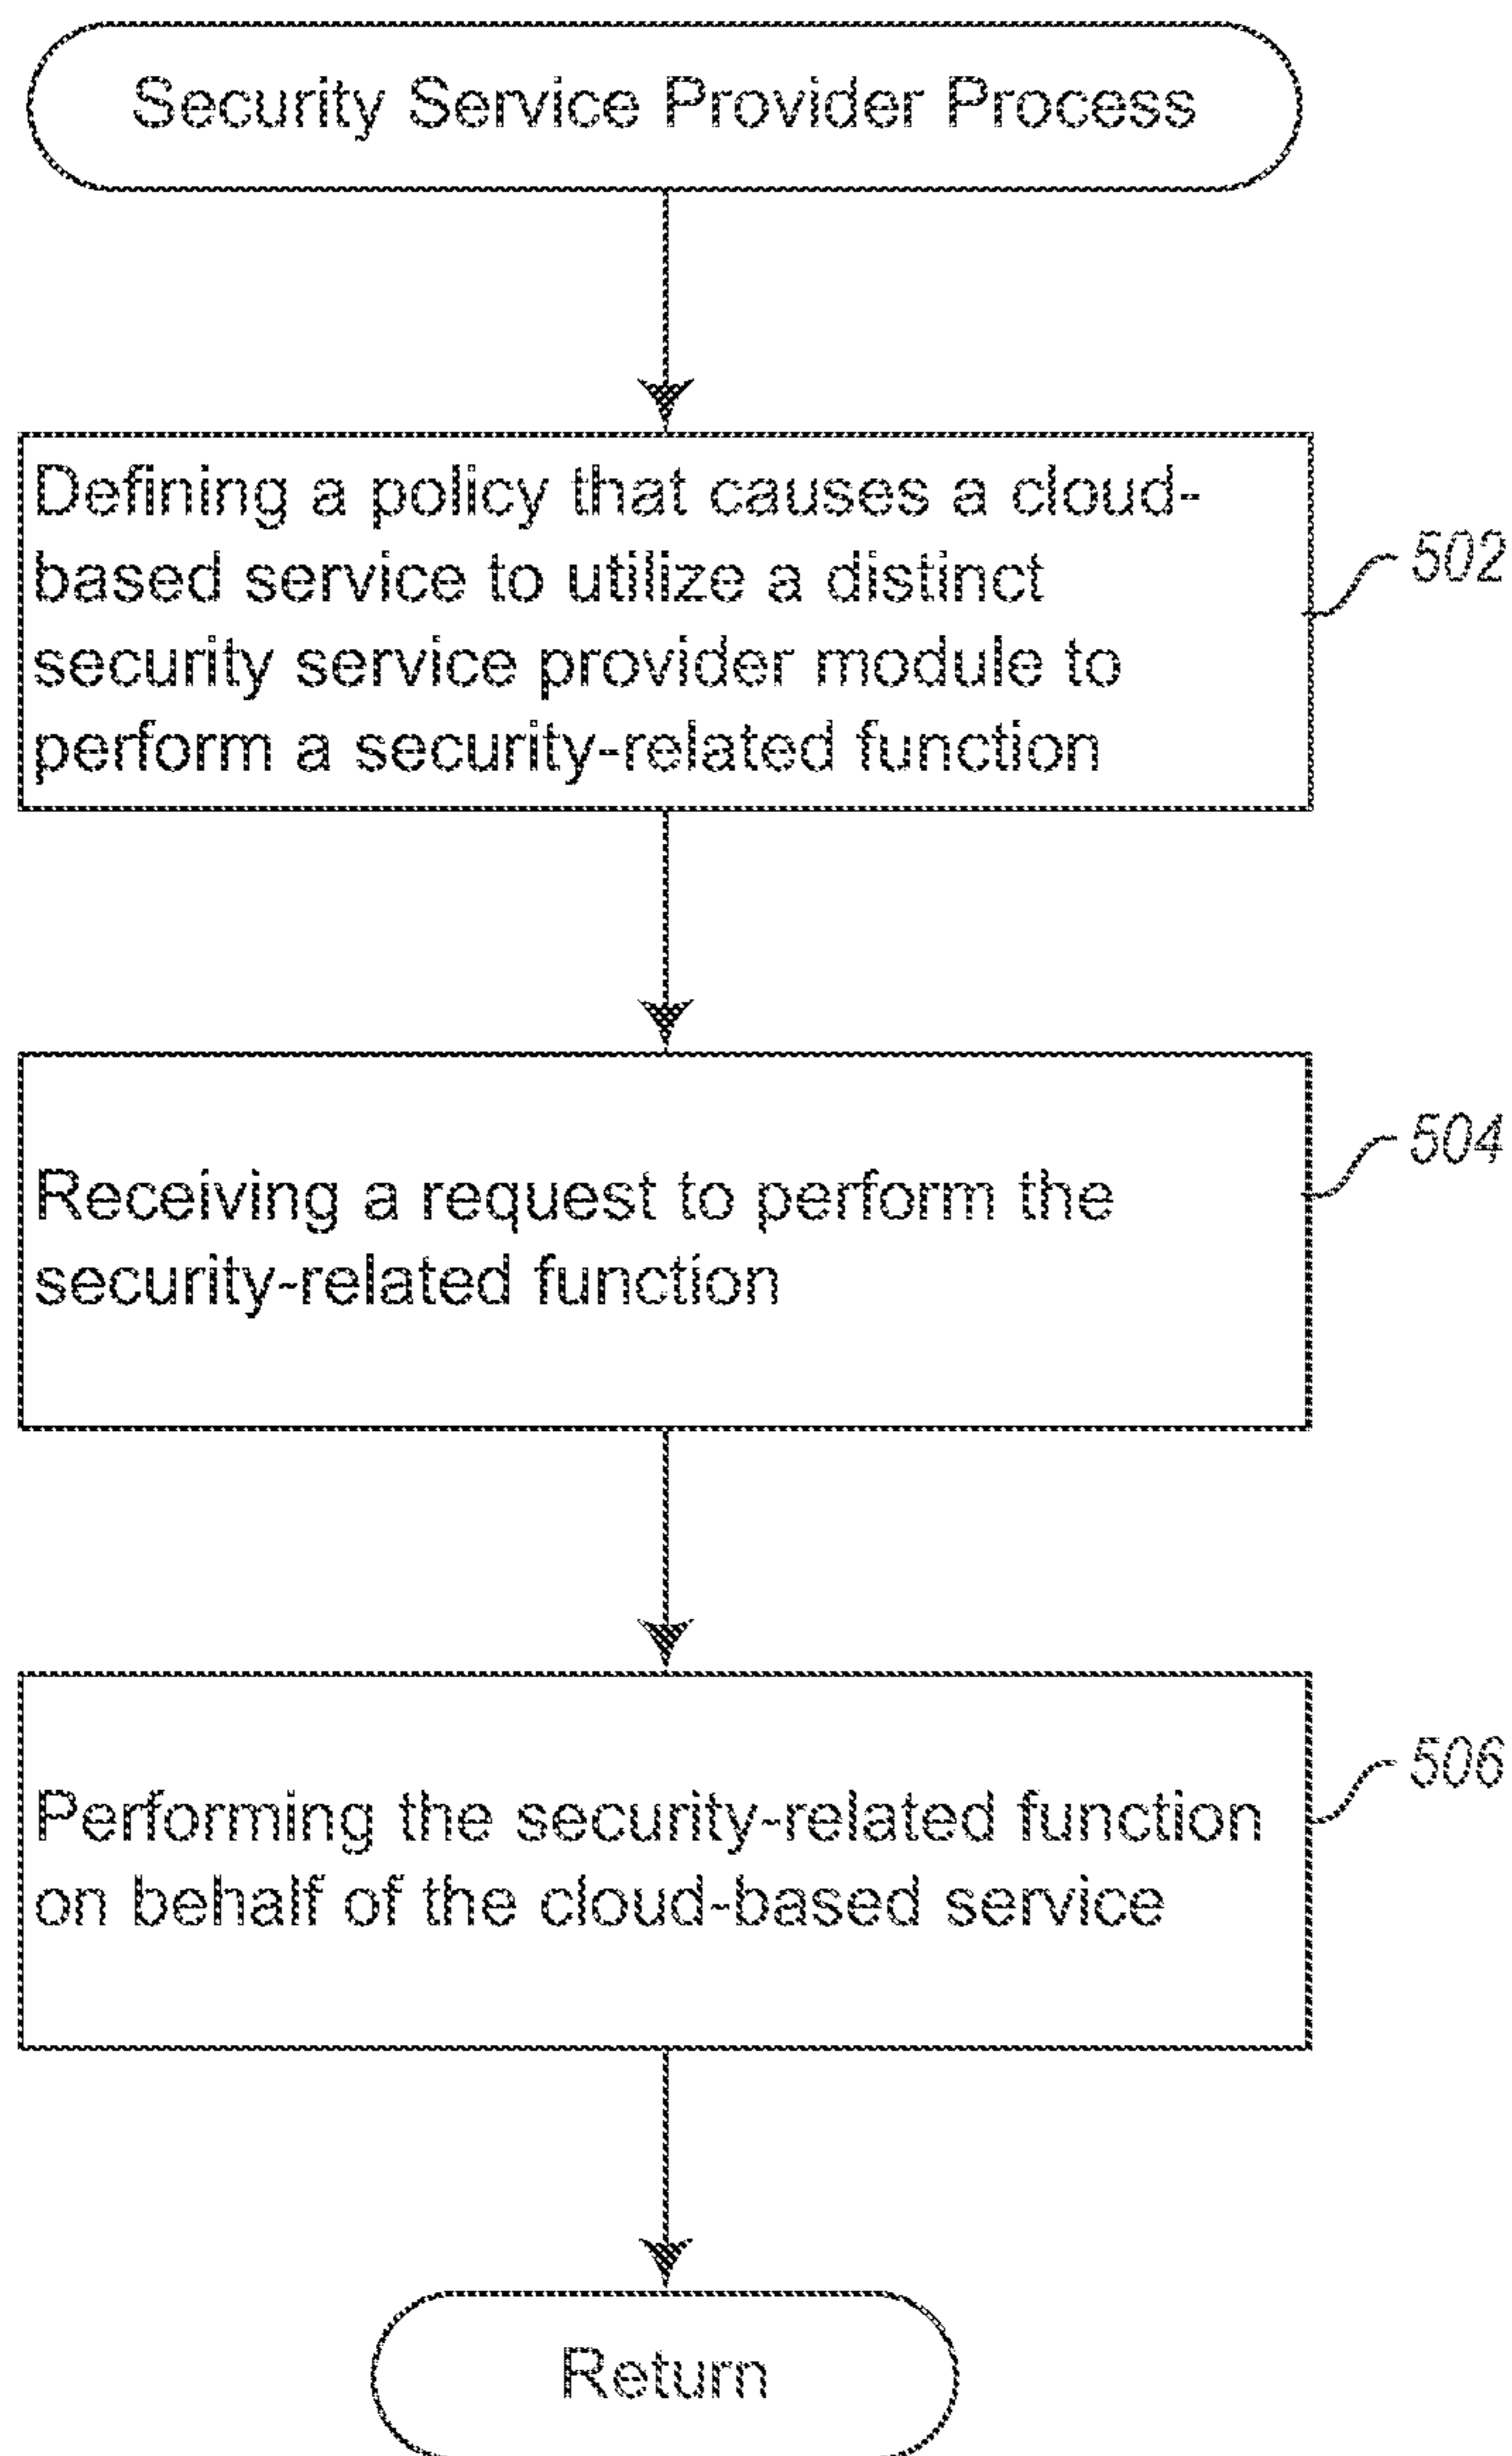 Security Service Provider Process
Defining a policy that causes a cloud-
based service to utilize a distinct
security service provider module to
perform a security-related function
502
Receiving a request to perform the
security-related function
504
Performing the security-related function
on behalf of the cloud-based service
506
Return